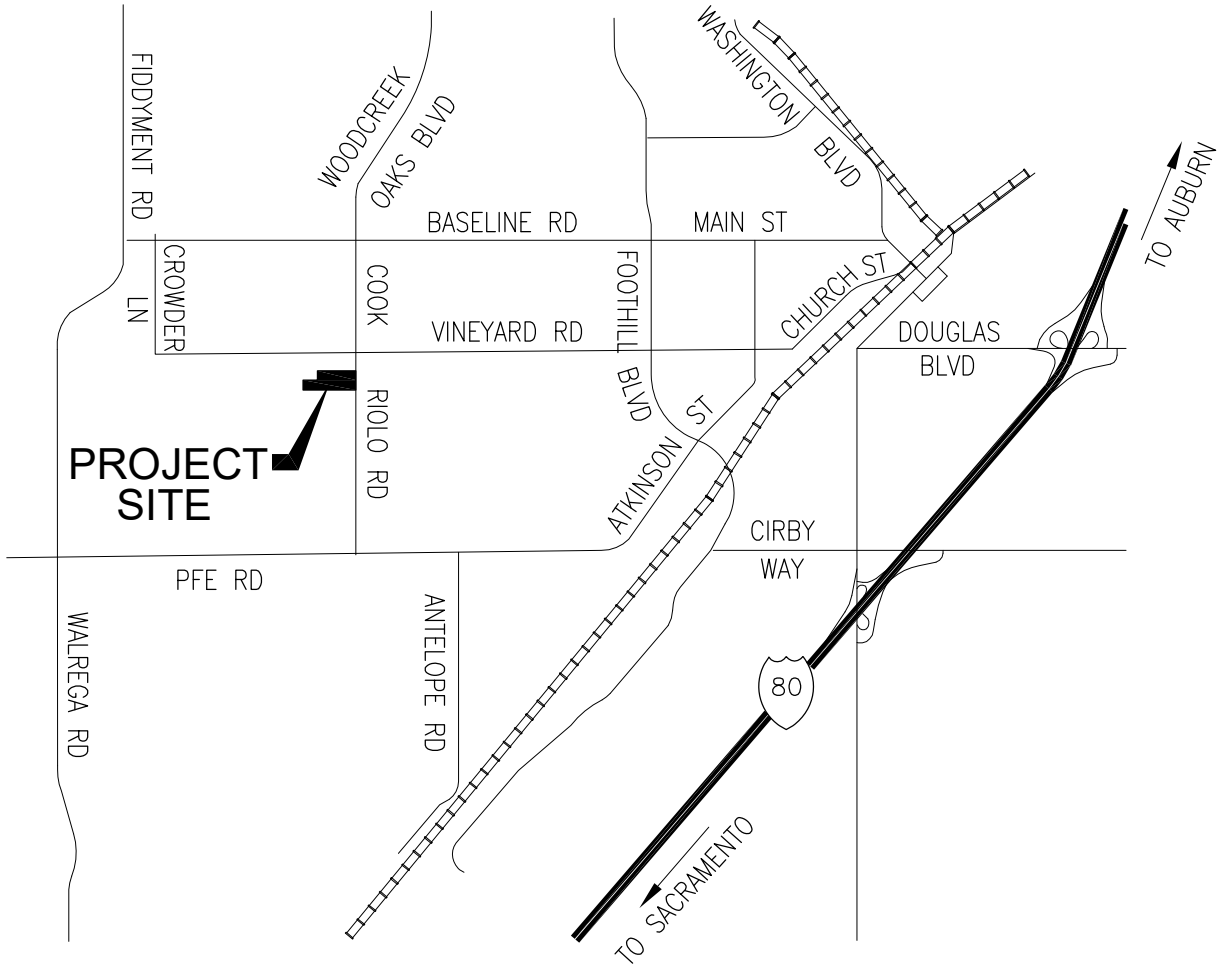 WASHINGTON
BLVD
FIDDYMENT RD
WOODCREEK
OAKS BLVD
TO AUBURN
BASELINE RD
MAIN ST
CROWDER
LN
COOK
RIOLO RD
FOOTHILL BLVD
CHURCH ST
VINEYARD RD
DOUGLAS
BLVD
PROJECT
SITE
ATKINSON ST
CIRBY
WAY
PFE RD
WALREGA RD
ANTELOPE RD
80
TO SACRAMENTO